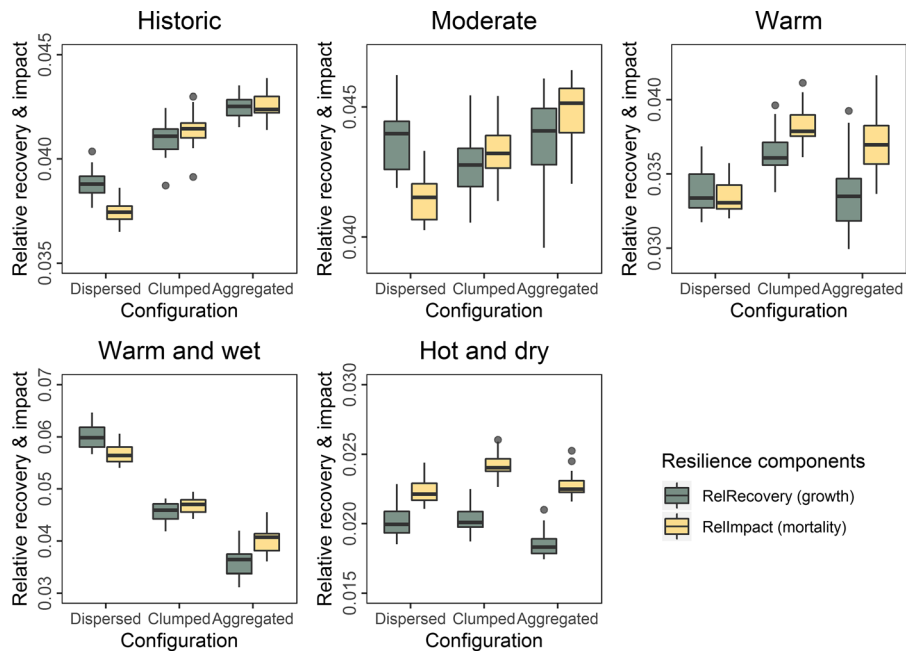 Historic
Relative recovery & impact
0.045
0.040
0.035
Dispersed Clumped Aggregated
Configuration
Moderate
Relative recovery & impact
0.045
0.040
Dispersed Clumped Aggregated
Configuration
Warm
Relative recovery & impact
0.040
0.035
0.030
Dispersed Clumped Aggregated
Configuration
Warm and wet
Relative recovery & impact
0.07
0.06
0.05
0.04
0.03
Dispersed Clumped Aggregated
Configuration
Hot and dry
Relative recovery & impact
0.030
0.025
0.020
0.015
Dispersed Clumped Aggregated
Configuration
Resilience components
RelRecovery (growth)
RelImpact (mortality)